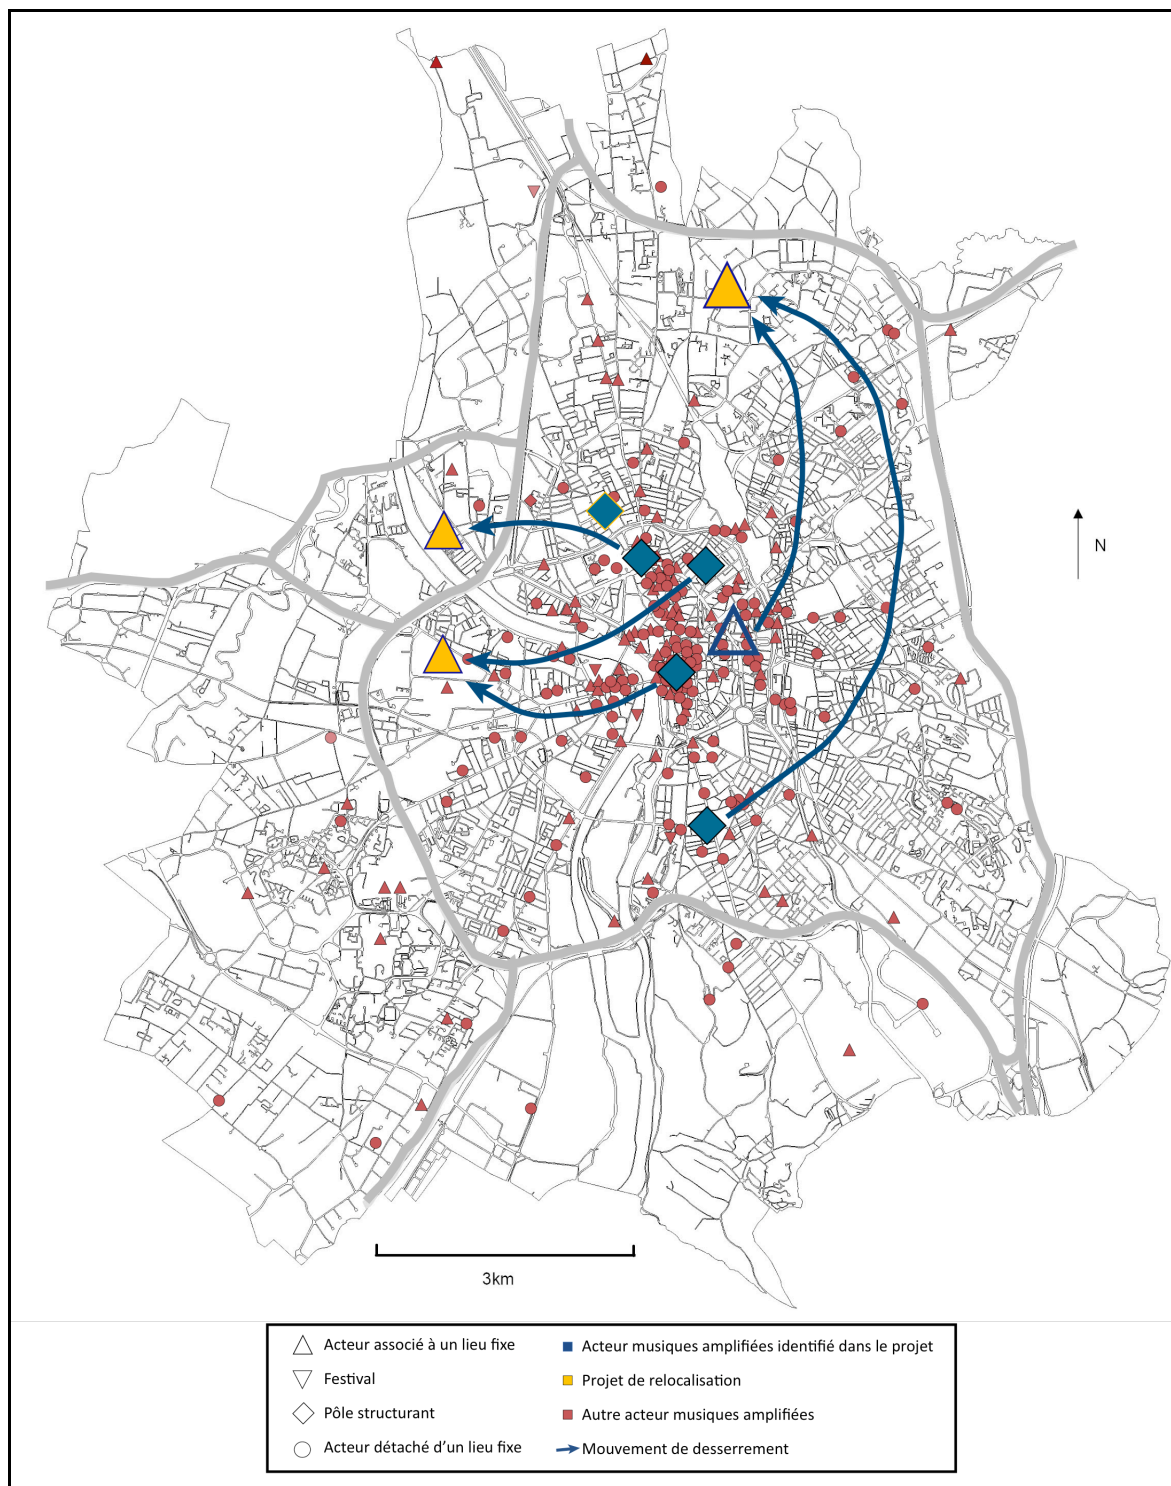 N
3km
Acteur associé à un lieu fixe
Festival
Pôle structurant
Acteur détaché d’un lieu fixe
Acteur musiques amplifiées identifié dans le projet
Projet de relocalisation
Autre acteur musiques amplifiées
Mouvement de desserrement